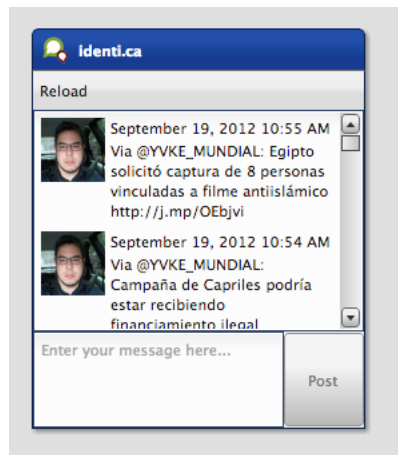 identi.ca
Reload
September 19, 2012 10:55 AM
Via @YVKE_MUNDIAL: Egipto
solicitó captura de 8 personas
vinculadas a filme antiislámico
http://j.mp/OEbjvi
September 19, 2012 10:54 AM
Via @YVKE_MUNDIAL:
Campaña de Capriles podría
estar recibiendo
financiamiento ilegal
Enter your message here...
Post